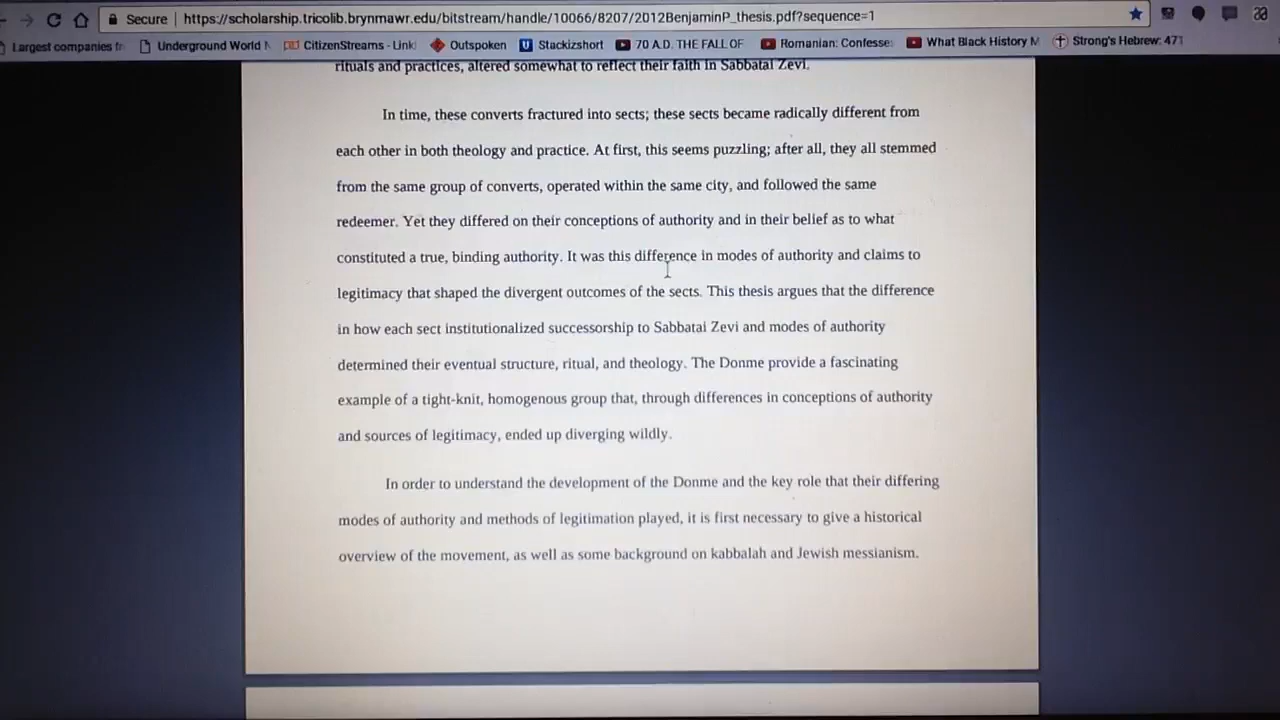 Secure https://scholarship.tricolib.brynmawr.edu/bitstream/handle/10066/8207/2012BenjaminP_thesis.pdf?sequence=1
Largest companies Underground World CitizenStreams - Link Outspoken Stackizshort 70 A.D. THE FALL OF Romanian: Confesse What Black History M Strong's Hebrew: 471
rituals and practices, altered somewhat to reflect their faith in Sabbatai Zevi.
In time, these converts fractured into sects; these sects became radically different from
each other in both theology and practice. At first, this seems puzzling; after all, they all stemmed
from the same group of converts, operated within the same city, and followed the same
redeemer. Yet they differed on their conceptions of authority and in their belief as to what
constituted a true, binding authority. It was this difference in modes of authority and claims to
legitimacy that shaped the divergent outcomes of the sects. This thesis argues that the difference
in how each sect institutionalized successorship to Sabbatai Zevi and modes of authority
determined their eventual structure, ritual, and theology. The Donme provide a fascinating
example of a tight-knit, homogenous group that, through differences in conceptions of authority
and sources of legitimacy, ended up diverging wildly.
In order to understand the development of the Donme and the key role that their differing
modes of authority and methods of legitimation played, it is first necessary to give a historical
overview of the movement, as well as some background on kabbalah and Jewish messianism.